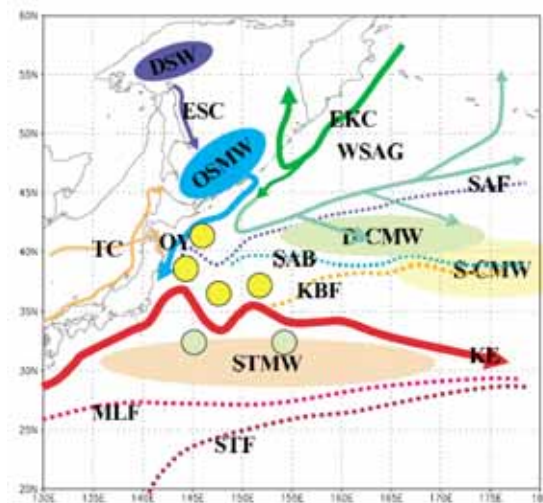 60N
DSW
55N
ESC
50N
EKC
WSAG
OSMW
45N
SAF
TC
OY
D-CMW
40N
SAB
S-CMW
KBF
35N
KE
STMW
30N
MLF
25N
STF
20N
130E 135E 140E 145E 150E 155E 160E 165E 170E 175E